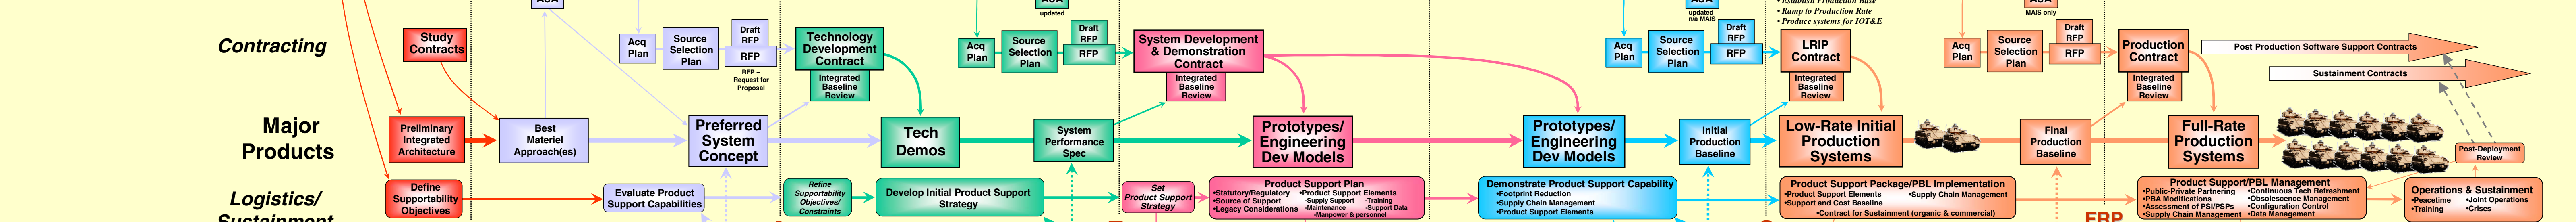 AoA
AoA
updated
AoA
updated
n/a MAIS
• Establish Production Base
• Ramp to Production Rate
• Produce systems for IOT&E
AoA
MAIS only
Contracting
Study
Contracts
Acq
Plan
Source
Selection
Plan
Draft
RFP
RFP
RFP –
Request for
Proposal
Technology
Development
Contract
Integrated
Baseline
Review
Acq
Plan
Source
Selection
Plan
Draft
RFP
RFP
System Development
& Demonstration
Contract
Integrated
Baseline
Review
Acq
Plan
Source
Selection
Plan
Draft
RFP
RFP
LRIP
Contract
Integrated
Baseline
Review
Acq
Plan
Source
Selection
Plan
Draft
RFP
RFP
Production
Contract
Integrated
Baseline
Review
Post Production Software Support Contracts
Sustainment Contracts
Major
Products
Preliminary
Integrated
Architecture
Best
Materiel
Approach(es)
Preferred
System
Concept
Tech
Demos
System
Performance
Spec
Prototypes/
Engineering
Dev Models
Prototypes/
Engineering
Dev Models
Initial
Production
Baseline
Low-Rate Initial
Production
Systems
Final
Production
Baseline
Full-Rate
Production
Systems
Post-Deployment
Review
Logistics/
Sustainment
Define
Supportability
Objectives
Evaluate Product
Support Capabilities
Refine
Supportability
Objectives/
Constraints
Develop Initial Product Support
Strategy
Set
Product Support
Strategy
Product Support Plan
•Statutory/Regulatory
•Source of Support
•Legacy Considerations
•Product Support Elements
-Supply Support -Training
-Maintenance -Support Data
-Manpower & personnel
Demonstrate Product Support Capability
•Footprint Reduction
•Supply Chain Management
•Product Support Elements
Product Support Package/PBL Implementation
•Product Support Elements •Supply Chain Management
•Support and Cost Baseline
•Contract for Sustainment (organic & commercial)
Product Support/PBL Management
•Public-Private Partnering •Continuous Tech Refreshment
•PBA Modifications •Obsolescence Management
•Assessment of PSI/PSPs •Configuration Control
•Supply Chain Management •Data Management
Operations & Sustainment
•Peacetime •Joint Operations
•Training •Crises
FRP